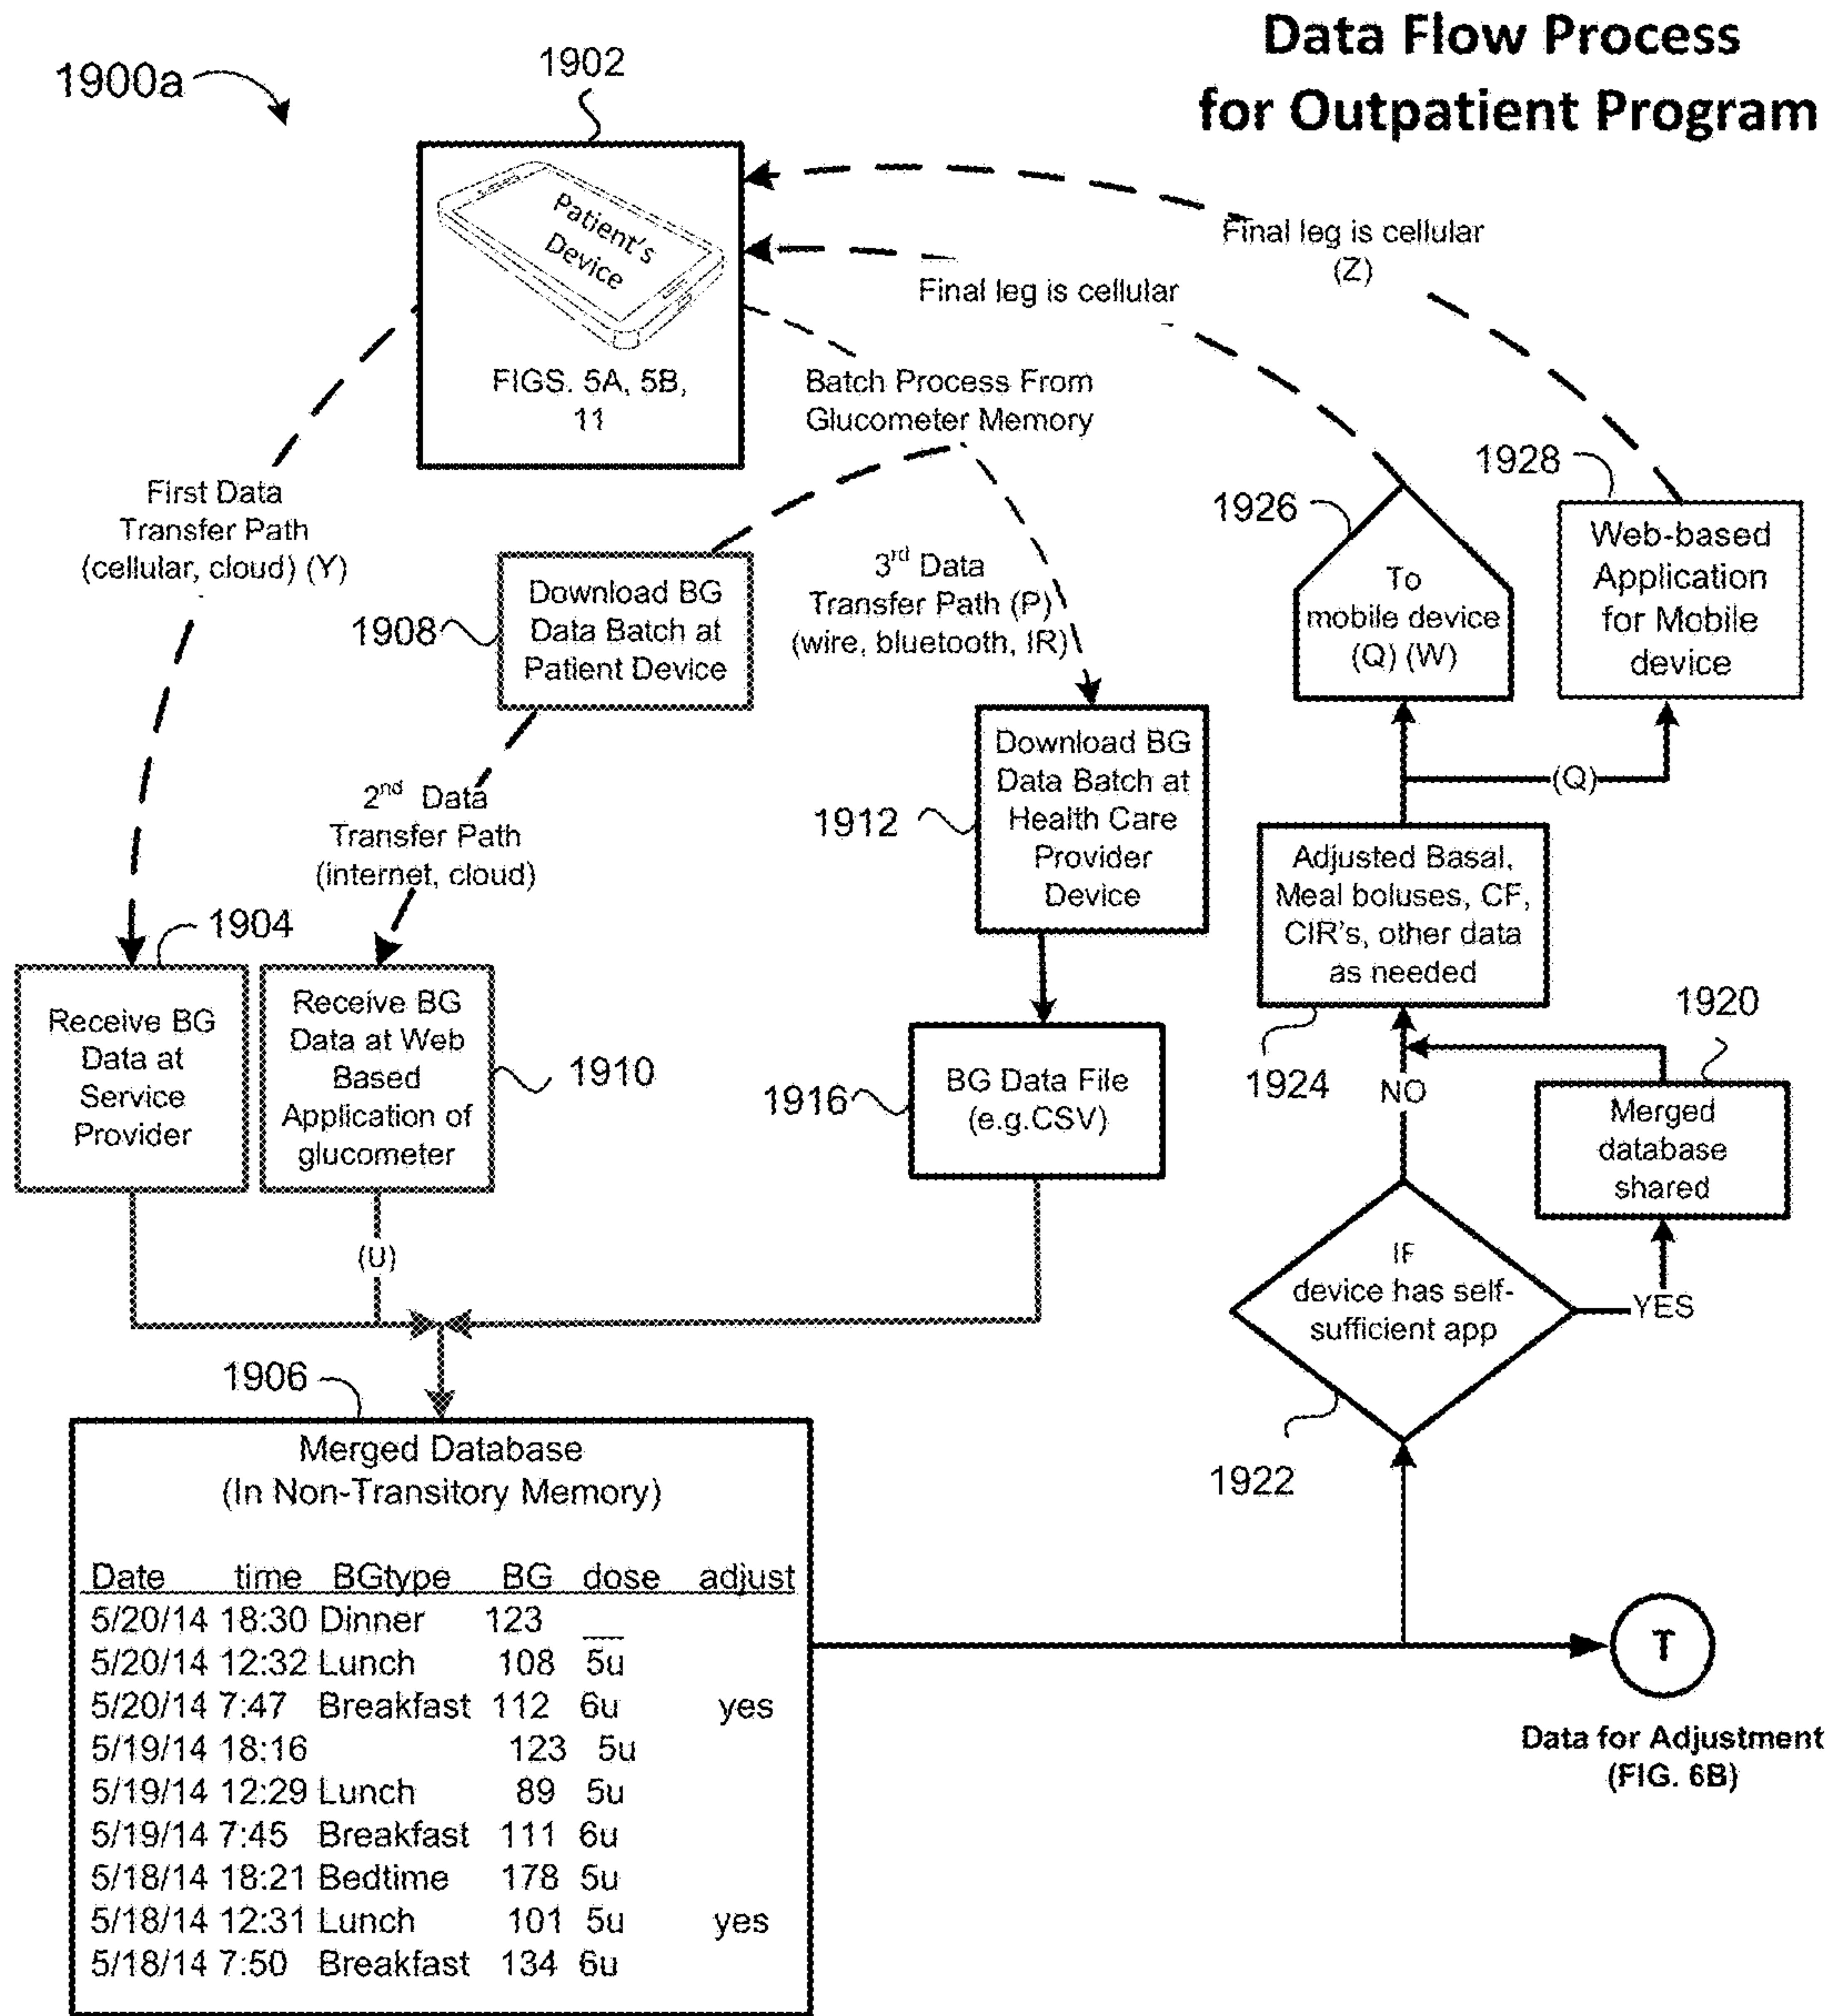 Data Flow Process
for Outpatient Program
1900a
1902
Patient's
Device
FIGS. 5A, 5B,
11
Final leg is cellular
(Z)
Final leg is cellular
Batch Process From
Glucometer Memory
First Data
Transfer Path
(cellular, cloud) (Y)
1908
Download BG
Data Batch at
Patient Device
3rd Data
Transfer Path (P)
(wire, bluetooth, IR)
1926
To
mobile device
(Q) (W)
1928
Web-based
Application
for Mobile
device
2nd Data
Transfer Path
(internet, cloud)
1912
Download BG
Data Batch at
Health Care
Provider
Device
(Q)
Adjusted Basal,
Meal boluses, CF,
CIR's, other data
as needed
1924
1904
Receive BG
Data at
Service
Provider
Receive BG
Data at Web
Based
Application of
glucometer
1910
1916
BG Data File
(e.g.CSV)
NO
1920
Merged
database
shared
(U)
IF
device has self-
sufficient app
YES
1922
1906
Merged Database
(In Non-Transitory Memory)
Date time BGtype BG dose adjust
5/20/14 18:30 Dinner 123
5/20/14 12:32 Lunch 108 5u
5/20/14 7:47 Breakfast 112 6u yes
5/19/14 18:16 123 5u
5/19/14 12:29 Lunch 89 5u
5/19/14 7:45 Breakfast 111 6u
5/18/14 18:21 Bedtime 178 5u
5/18/14 12:31 Lunch 101 5u yes
5/18/14 7:50 Breakfast 134 6u
T
Data for Adjustment
(FIG. 6B)